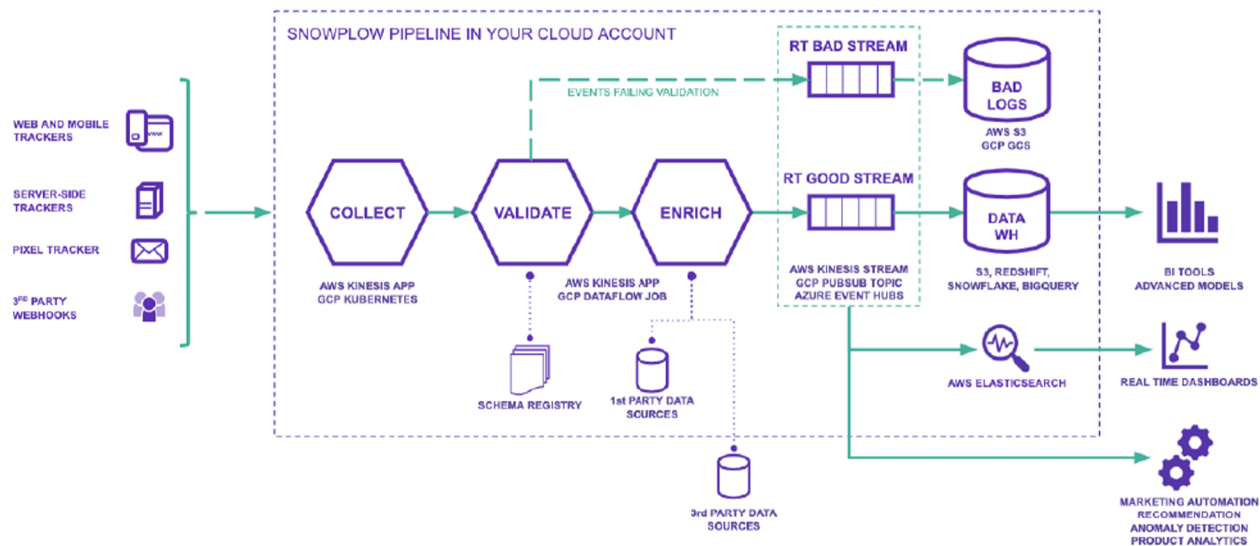 SNOWPLOW PIPELINE IN YOUR CLOUD ACCOUNT
WEB AND MOBILE
TRACKERS
www
SERVER-SIDE
TRACKERS
PIXEL TRACKER
3RD PARTY
WEBHOOKS
COLLECT
AWS KINESIS APP
GCP KUBERNETES
VALIDATE
ENRICH
AWS KINESIS APP
GCP DATAFLOW JOB
EVENTS FAILING VALIDATION
SCHEMA REGISTRY
1st PARTY DATA
SOURCES
3rd PARTY DATA
SOURCES
RT BAD STREAM
RT GOOD STREAM
AWS KINESIS STREAM
GCP PUBSUB TOPIC
AZURE EVENT HUBS
BAD
LOGS
AWS S3
GCP GCS
DATA
WH
S3, REDSHIFT,
SNOWFLAKE, BIGQUERY
AWS ELASTICSEARCH
BI TOOLS
ADVANCED MODELS
REAL TIME DASHBOARDS
MARKETING AUTOMATION
RECOMMENDATION
ANOMALY DETECTION
PRODUCT ANALYTICS